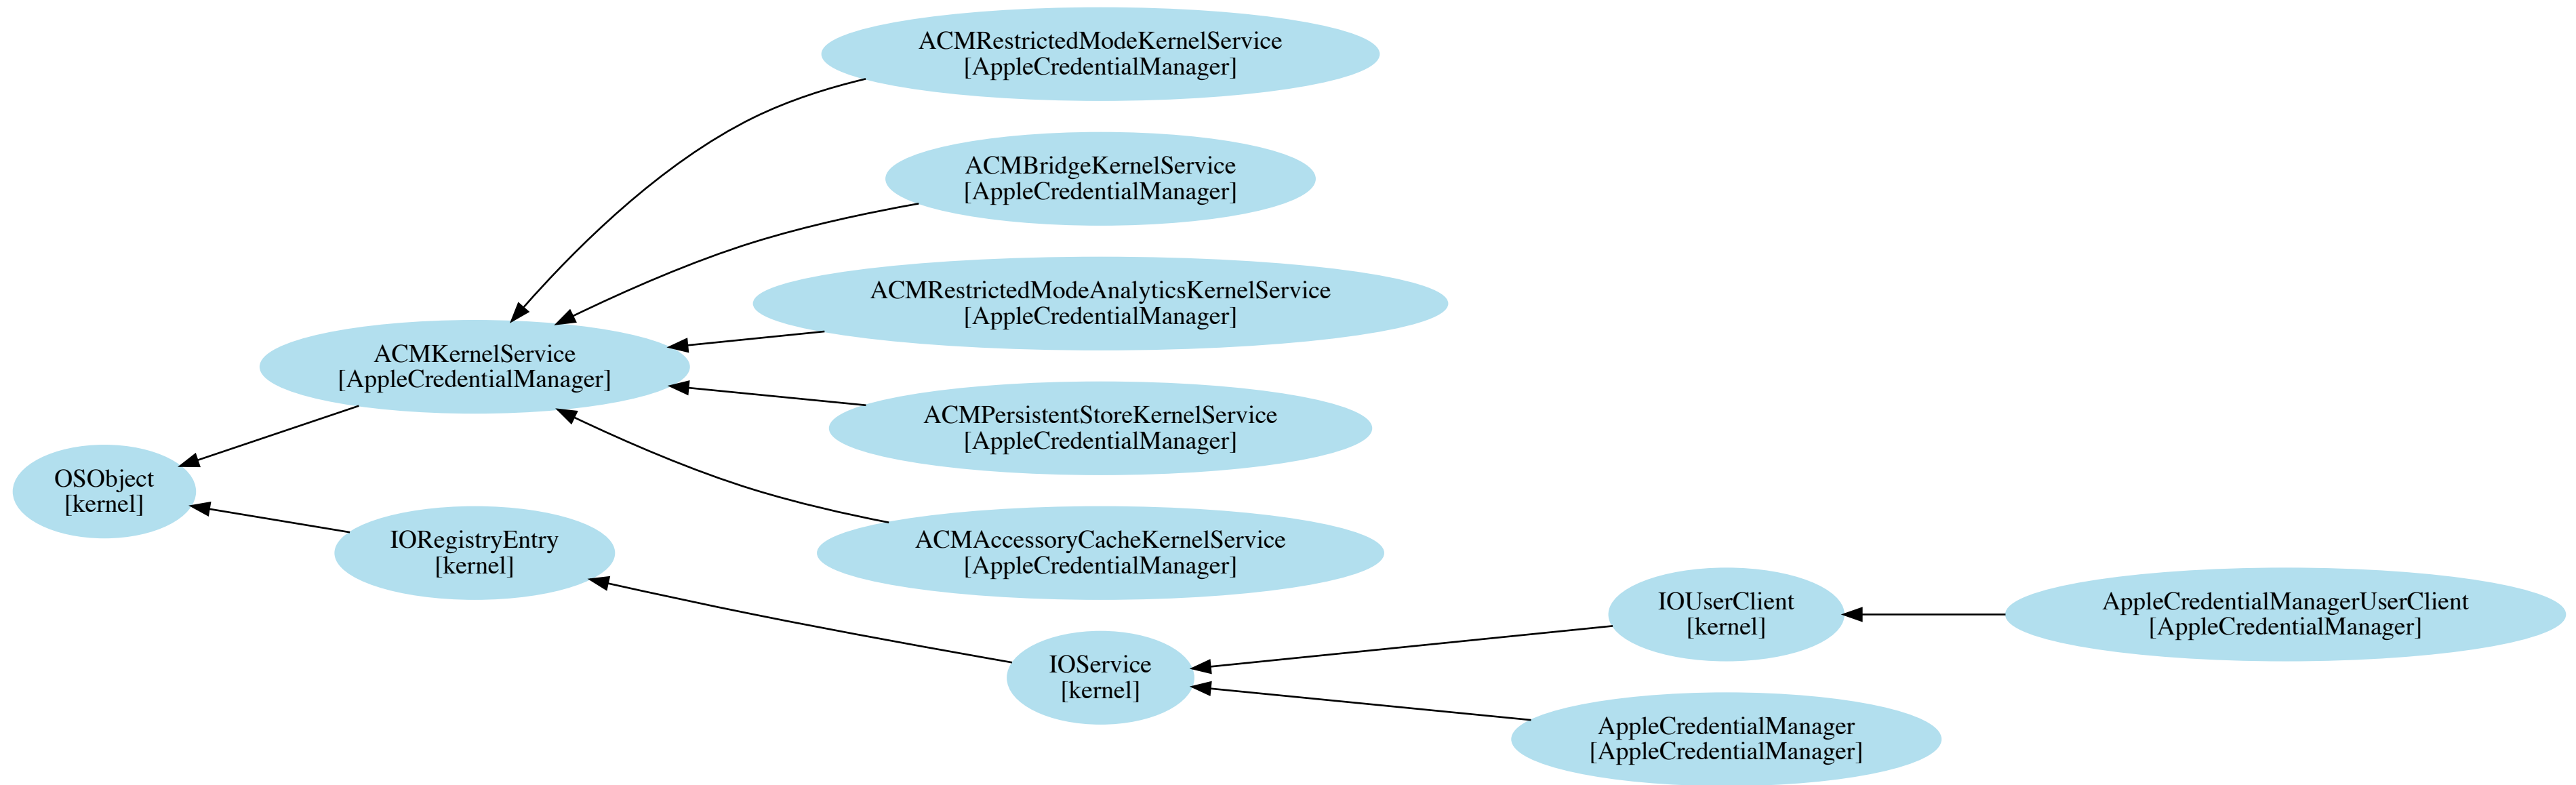 ACMRestrictedModeKernelService
[AppleCredentialManager]
ACMBridgeKernelService
[AppleCredentialManager]
ACMRestrictedModeAnalyticsKernelService
[AppleCredentialManager]
ACMKernelService
[AppleCredentialManager]
ACMPersistentStoreKernelService
[AppleCredentialManager]
OSObject
[kernel]
IORegistryEntry
[kernel]
ACMAccessoryCacheKernelService
[AppleCredentialManager]
IOUserClient
[kernel]
AppleCredentialManagerUserClient
[AppleCredentialManager]
IOService
[kernel]
AppleCredentialManager
[AppleCredentialManager]